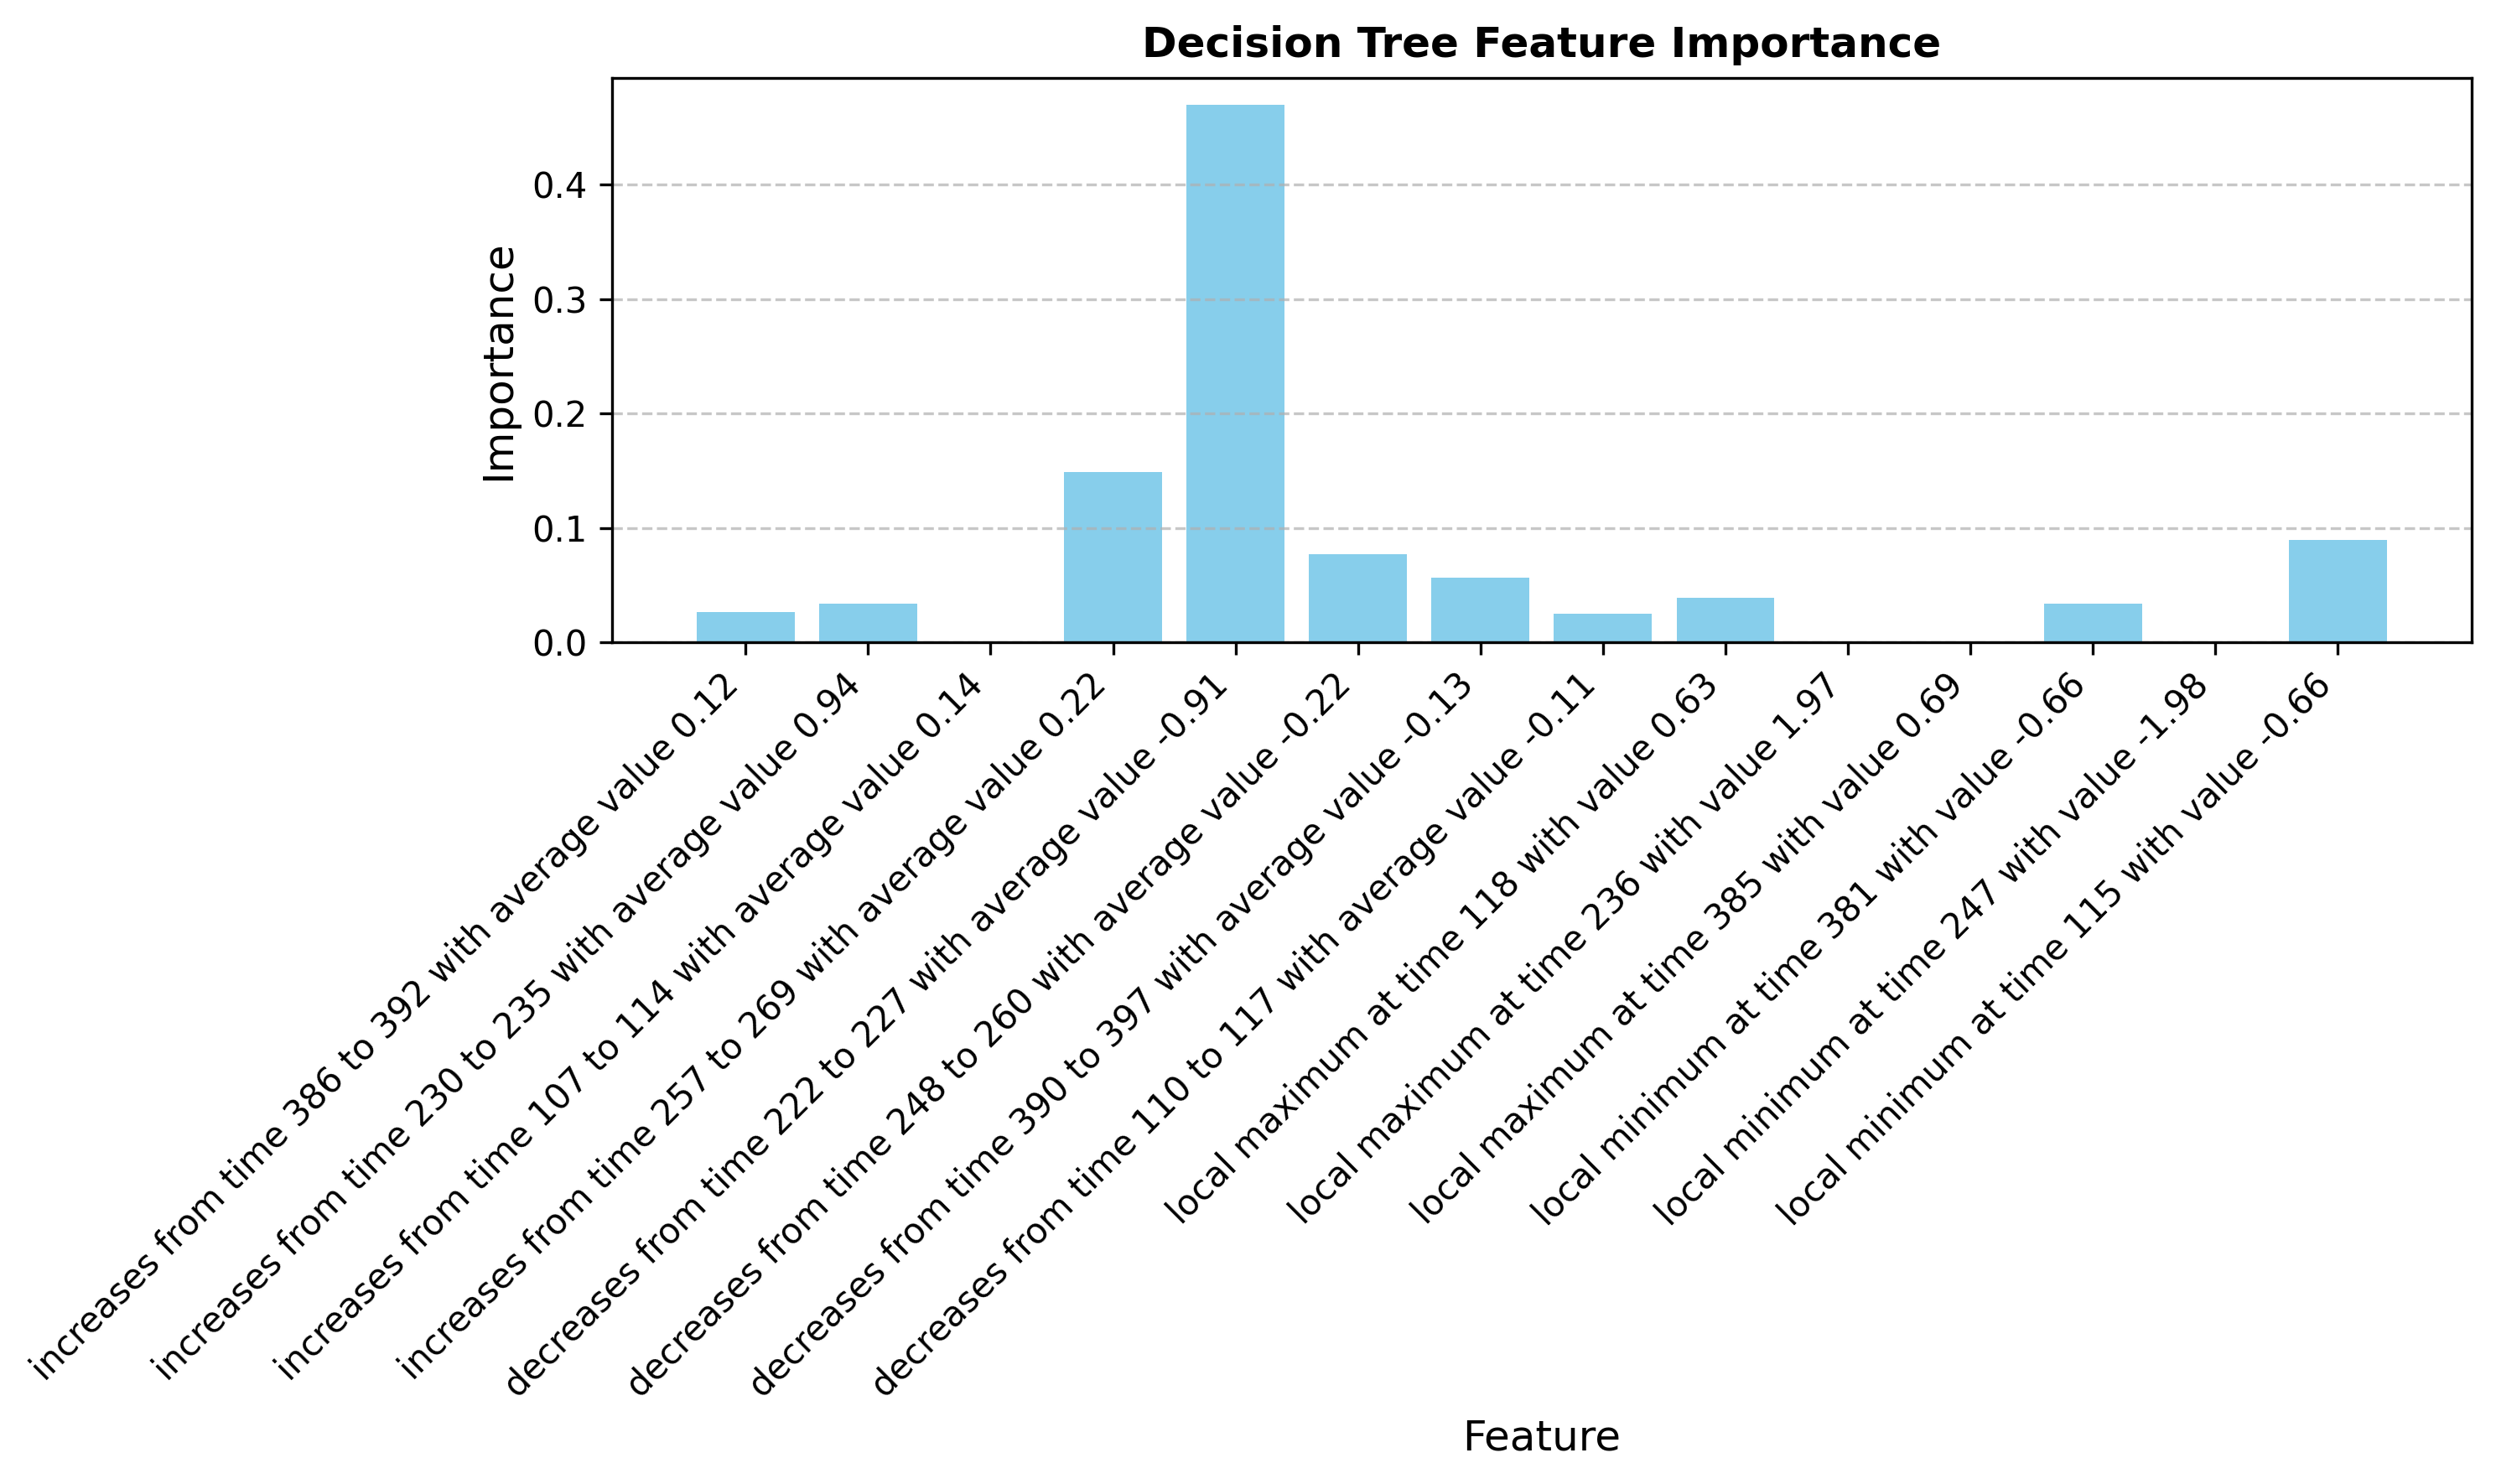 Decision Tree Feature Importance
Importance
0.4
0.3
0.2
0.1
0.0
increases from time 386 to 392 with average value 0.12
increases from time 230 to 235 with average value 0.94
increases from time 107 to 114 with average value 0.14
increases from time 257 to 269 with average value 0.22
decreases from time 222 to 227 with average value -0.91
decreases from time 248 to 260 with average value -0.22
decreases from time 390 to 397 with average value -0.13
decreases from time 110 to 117 with average value -0.11
local maximum at time 118 with value 0.63
local maximum at time 236 with value 1.97
local maximum at time 385 with value 0.69
local minimum at time 381 with value -0.66
local minimum at time 247 with value -1.98
local minimum at time 115 with value -0.66
Feature